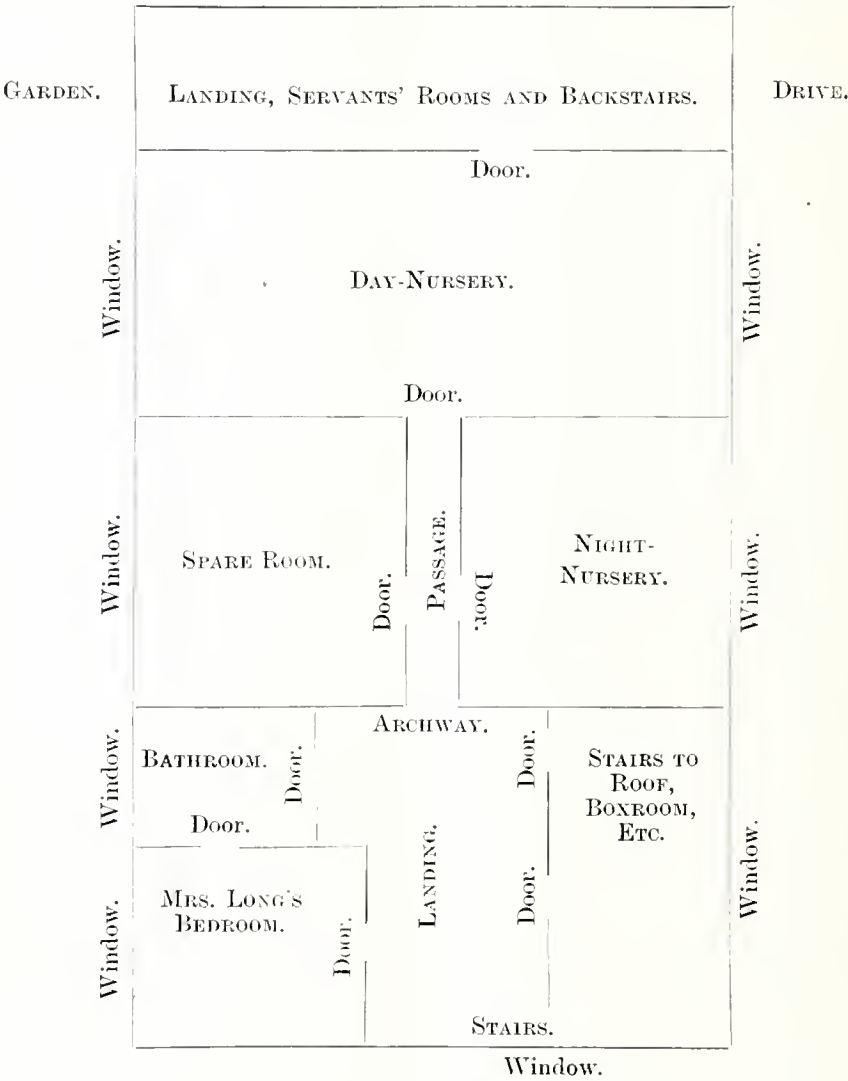 GARDEN.
LANDING, SERVANTS' ROOMS AND BACKSTAIRS.
DRIVE.
Door.
Window.
DAY-NURSERY.
Window.
Door.
Window.
SPARE ROOM.
Door.
PASSAGE.
Door.
NIGHT-
NURSERY.
Window.
ARCHWAY.
Window.
BATHROOM.
Door.
Door.
Door.
STAIRS TO
ROOF,
BOXROOM,
ETC.
Window.
Window.
MRS. LONG'S
BEDROOM.
Door.
LANDING.
Door.
STAIRS.
Window.